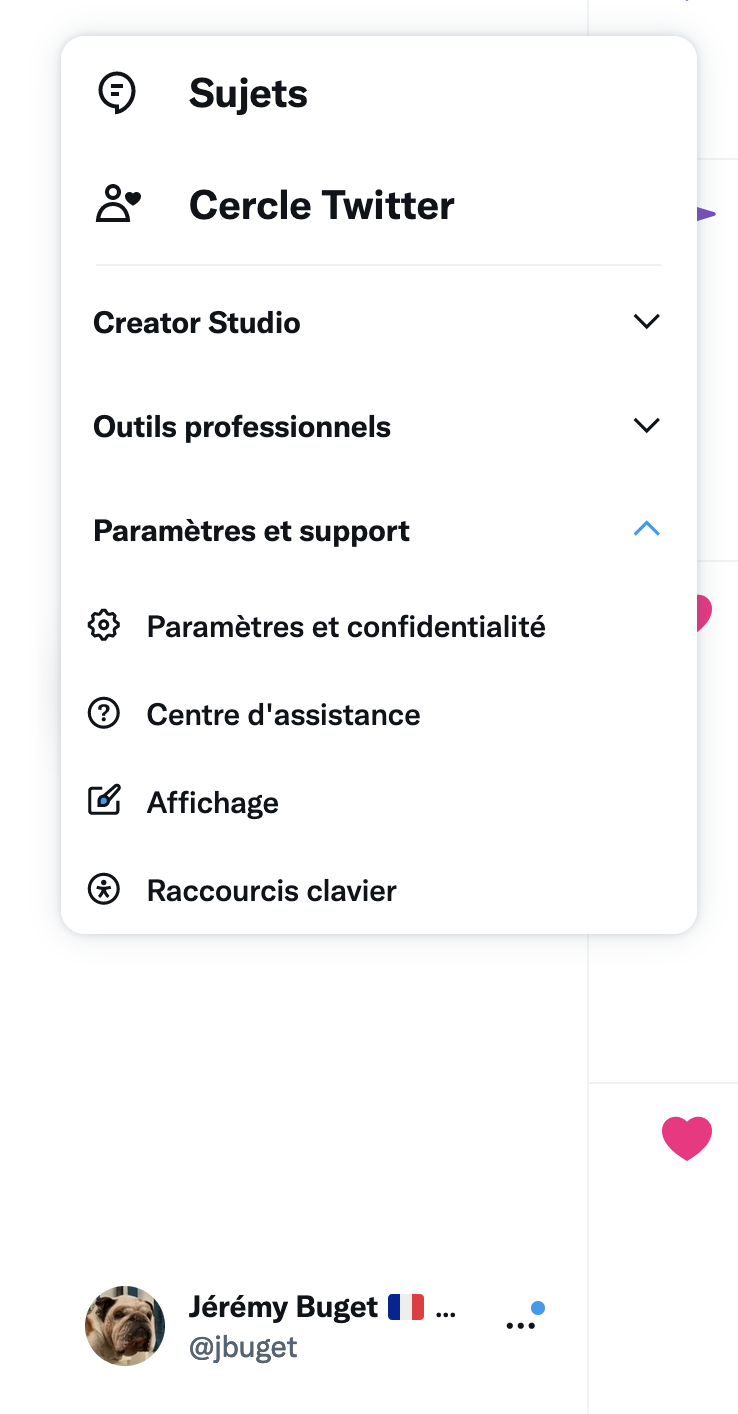 Sujets
Cercle Twitter
Creator Studio
Outils professionnels
Paramètres et support
Paramètres et confidentialité
Centre d'assistance
Affichage
Raccourcis clavier
Jérémy Buget 🇫🇷 ...
@jbuget